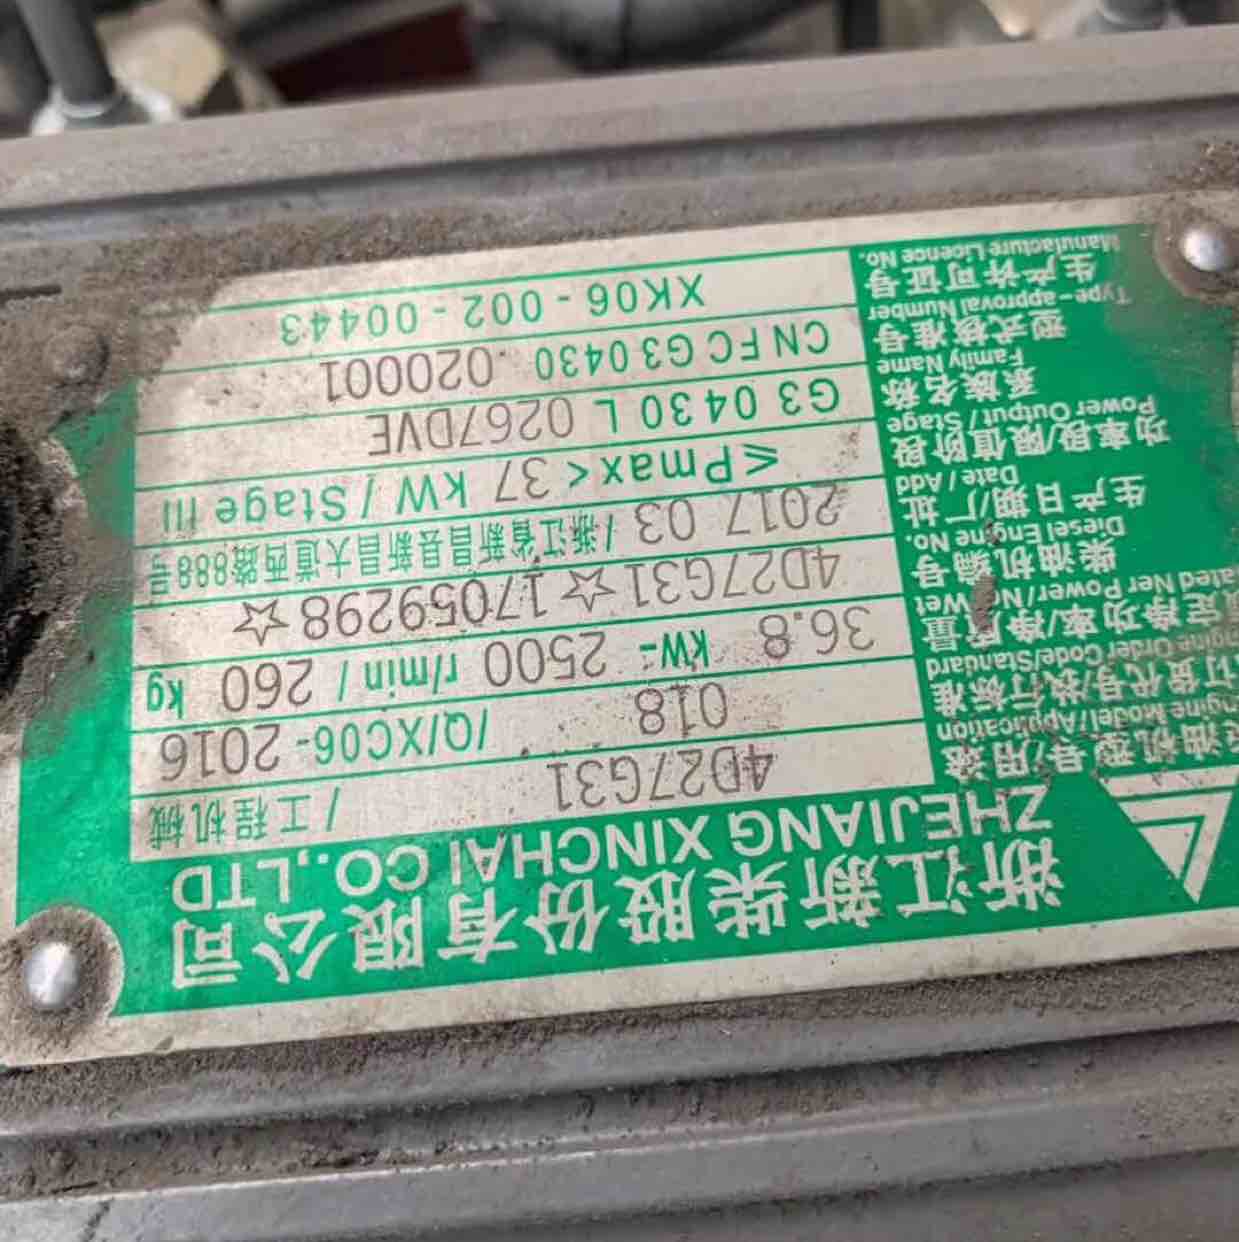 浙江新柴股份有限公司
ZHEJIANG XINCHAI CO.,LTD
柴油机型号/用途 4D27G31 /工程机械
Engine Model/Application
订货代号/执行标准 018 /Q/XC06-2016
Engine Order Code/Standard
定净功率/净质量 36.8 kW- 2500 r/min / 260 kg
Rated Ner Power/Net Wet
柴油机编号 4D27G31☆17059298☆
Diesel Engine No.
生产日期/厂址 2017 03 /浙江省新昌县新昌大道西路888号
Date / Add
功率段/限值阶段 ≤Pmax<37 kW/Stage III
Power Output / Stage
系族名称 G3 0430 L 0267DVE
Family Name
型式核准号 CN FC G3 0430 020001
Type-approval Number
生产许可证号 XK06-002-00443
Manufacture Licence No.